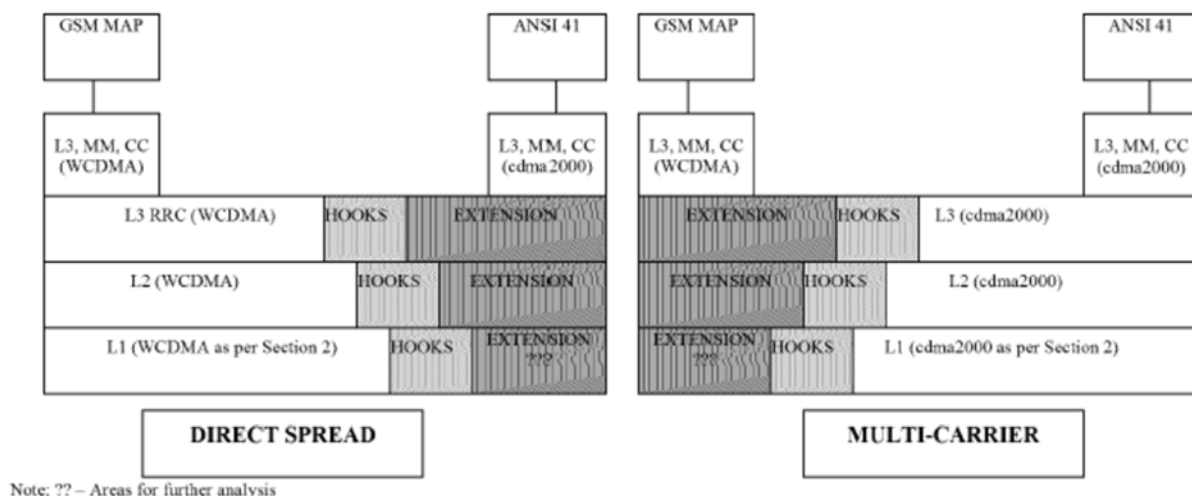 GSM MAP
ANSI 41
GSM MAP
ANSI 41
L3, MM, CC
(WCDMA)
L3, MM, CC
(cdma2000)
L3, MM, CC
(WCDMA)
L3, MM, CC
(cdma2000)
L3 RRC (WCDMA)
HOOKS
EXTENSION
EXTENSION
HOOKS
L3 (cdma2000)
L2 (WCDMA)
HOOKS
EXTENSION
EXTENSION
HOOKS
L2 (cdma2000)
L1 (WCDMA as per Section 2)
HOOKS
EXTENSION
???
EXTENSION
???
HOOKS
L1 (cdma2000 as per Section 2)
DIRECT SPREAD
MULTI-CARRIER
Note: ?? – Areas for further analysis